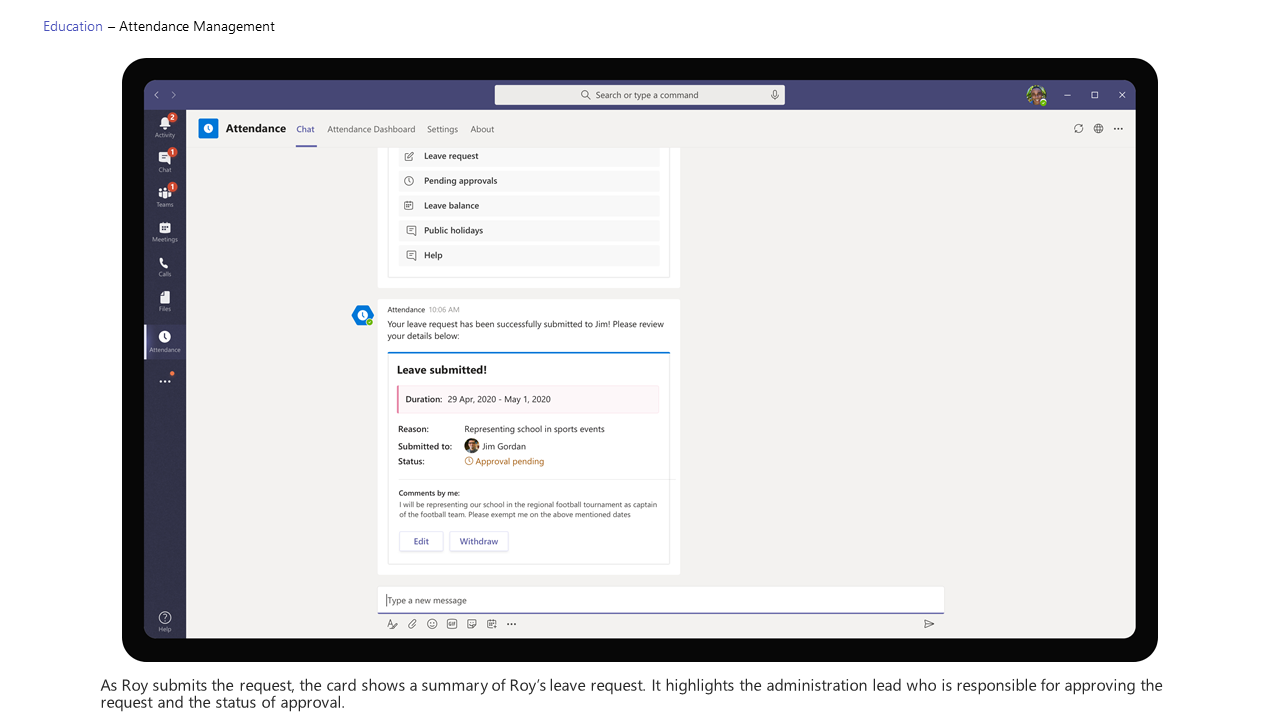 Education – Attendance Management
Search or type a command
Attendance Chat Attendance Dashboard Settings About
2
Activity
1
Chat
1
Teams
Meetings
Calls
Files
Attendance
Help
Leave request
Pending approvals
Leave balance
Public holidays
Help
Attendance 10:06 AM
Your leave request has been successfully submitted to Jim! Please review
your details below:
Leave submitted!
Duration: 29 Apr, 2020 - May 1, 2020
Reason: Representing school in sports events
Submitted to: Jim Gordan
Status: Approval pending
Comments by me:
I will be representing our school in the regional football tournament as captain
of the football team. Please exempt me on the above mentioned dates
Edit Withdraw
Type a new message
GIF
As Roy submits the request, the card shows a summary of Roy’s leave request. It highlights the administration lead who is responsible for approving the
request and the status of approval.